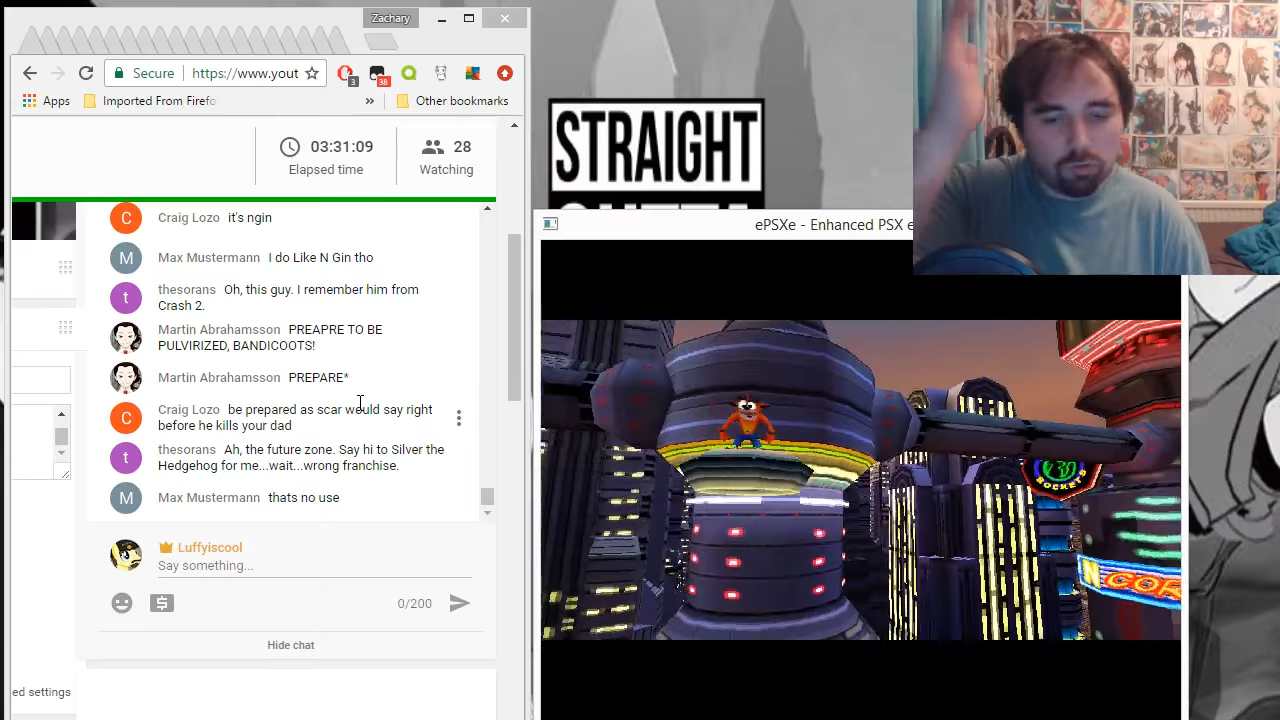 Zachary
Secure
https://www.yout
3
38
Apps
Imported From Firefo
»
Other bookmarks
03:31:09
Elapsed time
28
Watching
C
Craig Lozo it's ngin
M
Max Mustermann I do Like N Gin tho
t
thesorans Oh, this guy. I remember him from
Crash 2.
Martin Abrahamsson PREAPRE TO BE
PULVIRIZED, BANDICOOTS!
Martin Abrahamsson PREPARE*
C
Craig Lozo be prepared as scar would say right
before he kills your dad
t
thesorans Ah, the future zone. Say hi to Silver the
Hedgehog for me...wait...wrong franchise.
M
Max Mustermann thats no use
Luffyiscool
Say something...
0/200
Hide chat
ed settings
STRAIGHT
ePSXe - Enhanced PSX e
ROCKETS
N COR